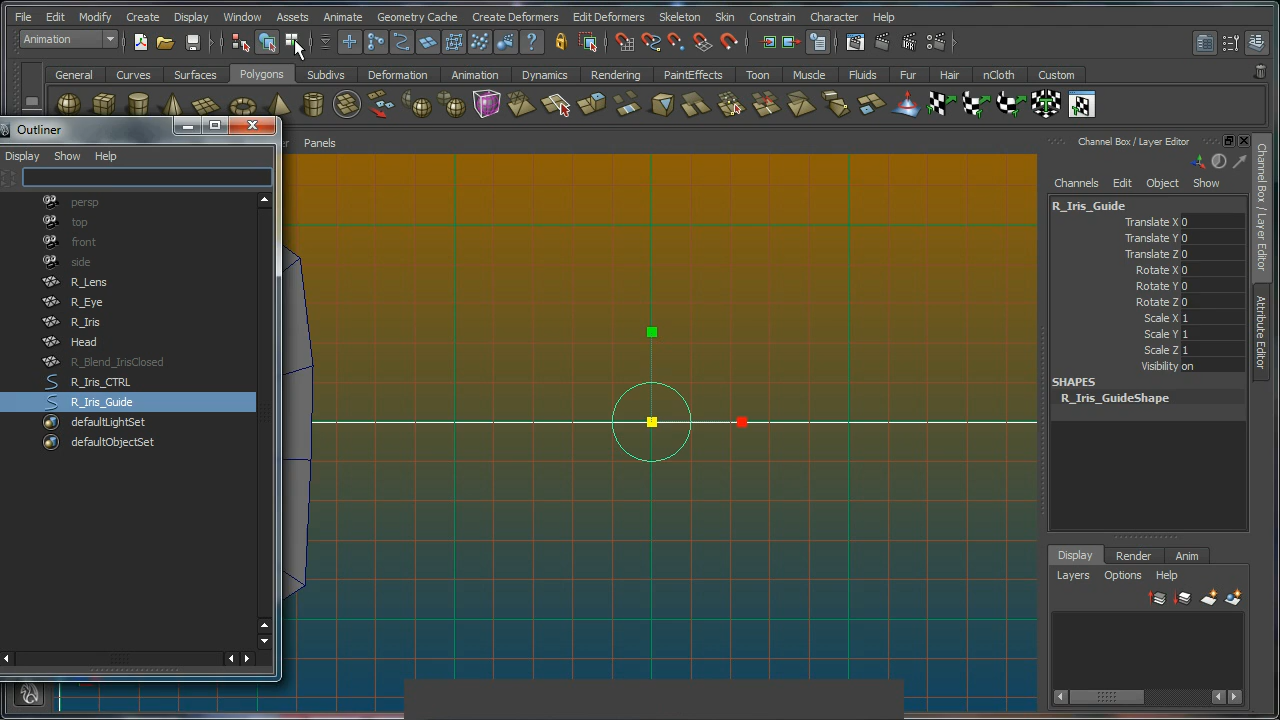 File Edit Modify Create Display Window Assets Animate Geometry Cache Create Deformers Edit Deformers Skeleton Skin Constrain Character Help
Animation
General Curves Surfaces Polygons Subdivs Deformation Animation Dynamics Rendering PaintEffects Toon Muscle Fluids Fur Hair nCloth Custom
Outliner
Panels
Display Show Help
persp
top
front
side
R_Lens
R_Eye
R_Iris
Head
R_Blend_IrisClosed
R_Iris_CTRL
R_Iris_Guide
defaultLightSet
defaultObjectSet
Channel Box / Layer Editor
Channels Edit Object Show
R_Iris_Guide
Translate X 0
Translate Y 0
Translate Z 0
Rotate X 0
Rotate Y 0
Rotate Z 0
Scale X 1
Scale Y 1
Scale Z 1
Visibility on
SHAPES
R_Iris_GuideShape
Display Render Anim
Layers Options Help
Channel Box / Layer Editor
Attribute Editor